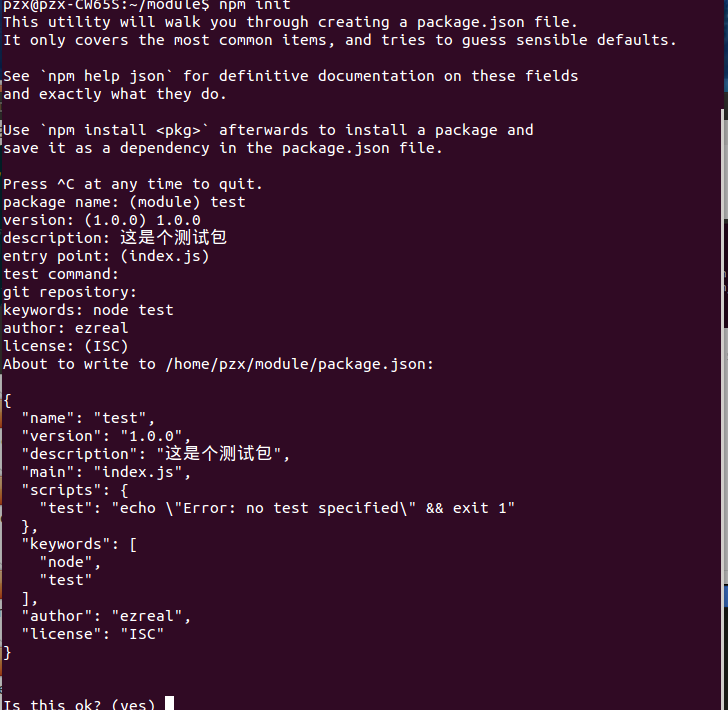 pzx@pzx-CW65S:~/module$ npm init
This utility will walk you through creating a package.json file.
It only covers the most common items, and tries to guess sensible defaults.
See `npm help json` for definitive documentation on these fields
and exactly what they do.
Use `npm install <pkg>` afterwards to install a package and
save it as a dependency in the package.json file.
Press ^C at any time to quit.
package name: (module) test
version: (1.0.0) 1.0.0
description: 这是个测试包
entry point: (index.js)
test command:
git repository:
keywords: node test
author: ezreal
license: (ISC)
About to write to /home/pzx/module/package.json:
{
  "name": "test",
  "version": "1.0.0",
  "description": "这是个测试包",
  "main": "index.js",
  "scripts": {
    "test": "echo \"Error: no test specified\" && exit 1"
  },
  "keywords": [
    "node",
    "test"
  ],
  "author": "ezreal",
  "license": "ISC"
}
Is this ok? (yes)